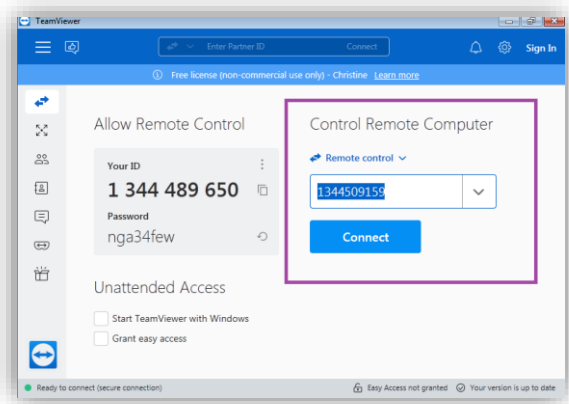 TeamViewer
Enter Partner ID
Connect
Sign In
Free license (non-commercial use only) - Christine Learn more
Allow Remote Control
Your ID
1 344 489 650
Password
nga34few
Unattended Access
Start TeamViewer with Windows
Grant easy access
Control Remote Computer
Remote control
1344509159
Connect
Ready to connect (secure connection)
Easy Access not granted
Your version is up to date